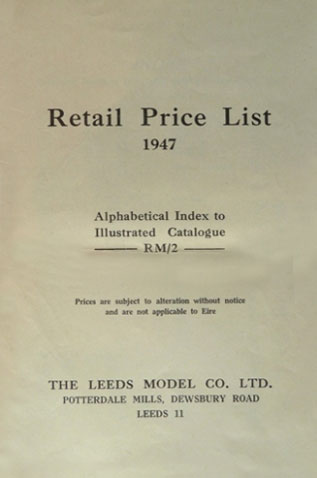 Retail Price List
1947
Alphabetical Index to
Illustrated Catalogue
RM/2
Prices are subject to alteration without notice
and are not applicable to Eire
THE LEEDS MODEL CO. LTD.
POTTERDALE MILLS, DEWSBURY ROAD
LEEDS 11